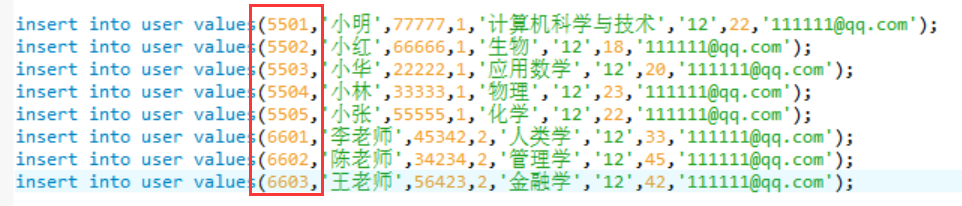 insert into user values(5501,'小明',77777,1,'计算机科学与技术','12',22,'111111@qq.com');
insert into user values(5502,'小红',66666,1,'生物','12',18,'111111@qq.com');
insert into user values(5503,'小华',22222,1,'应用数学','12',20,'111111@qq.com');
insert into user values(5504,'小林',33333,1,'物理','12',23,'111111@qq.com');
insert into user values(5505,'小张',55555,1,'化学','12',22,'111111@qq.com');
insert into user values(6601,'李老师',45342,2,'人类学','12',33,'111111@qq.com');
insert into user values(6602,'陈老师',34234,2,'管理学','12',45,'111111@qq.com');
insert into user values(6603,'王老师',56423,2,'金融学','12',42,'111111@qq.com');